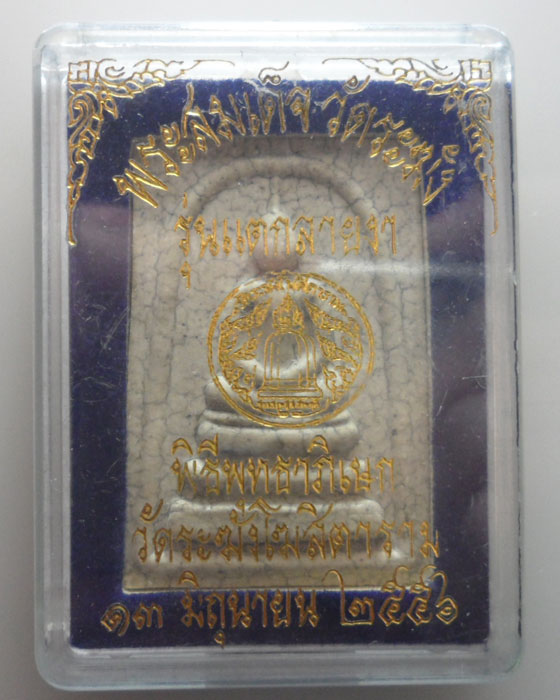 พระสมเด็จ วัดระฆัง
รุ่นแตกลายงา
พิธีพุทธาภิเษก
วัดระฆังโฆสิตาราม
๑๓ มิถุนายน ๒๕๕๖